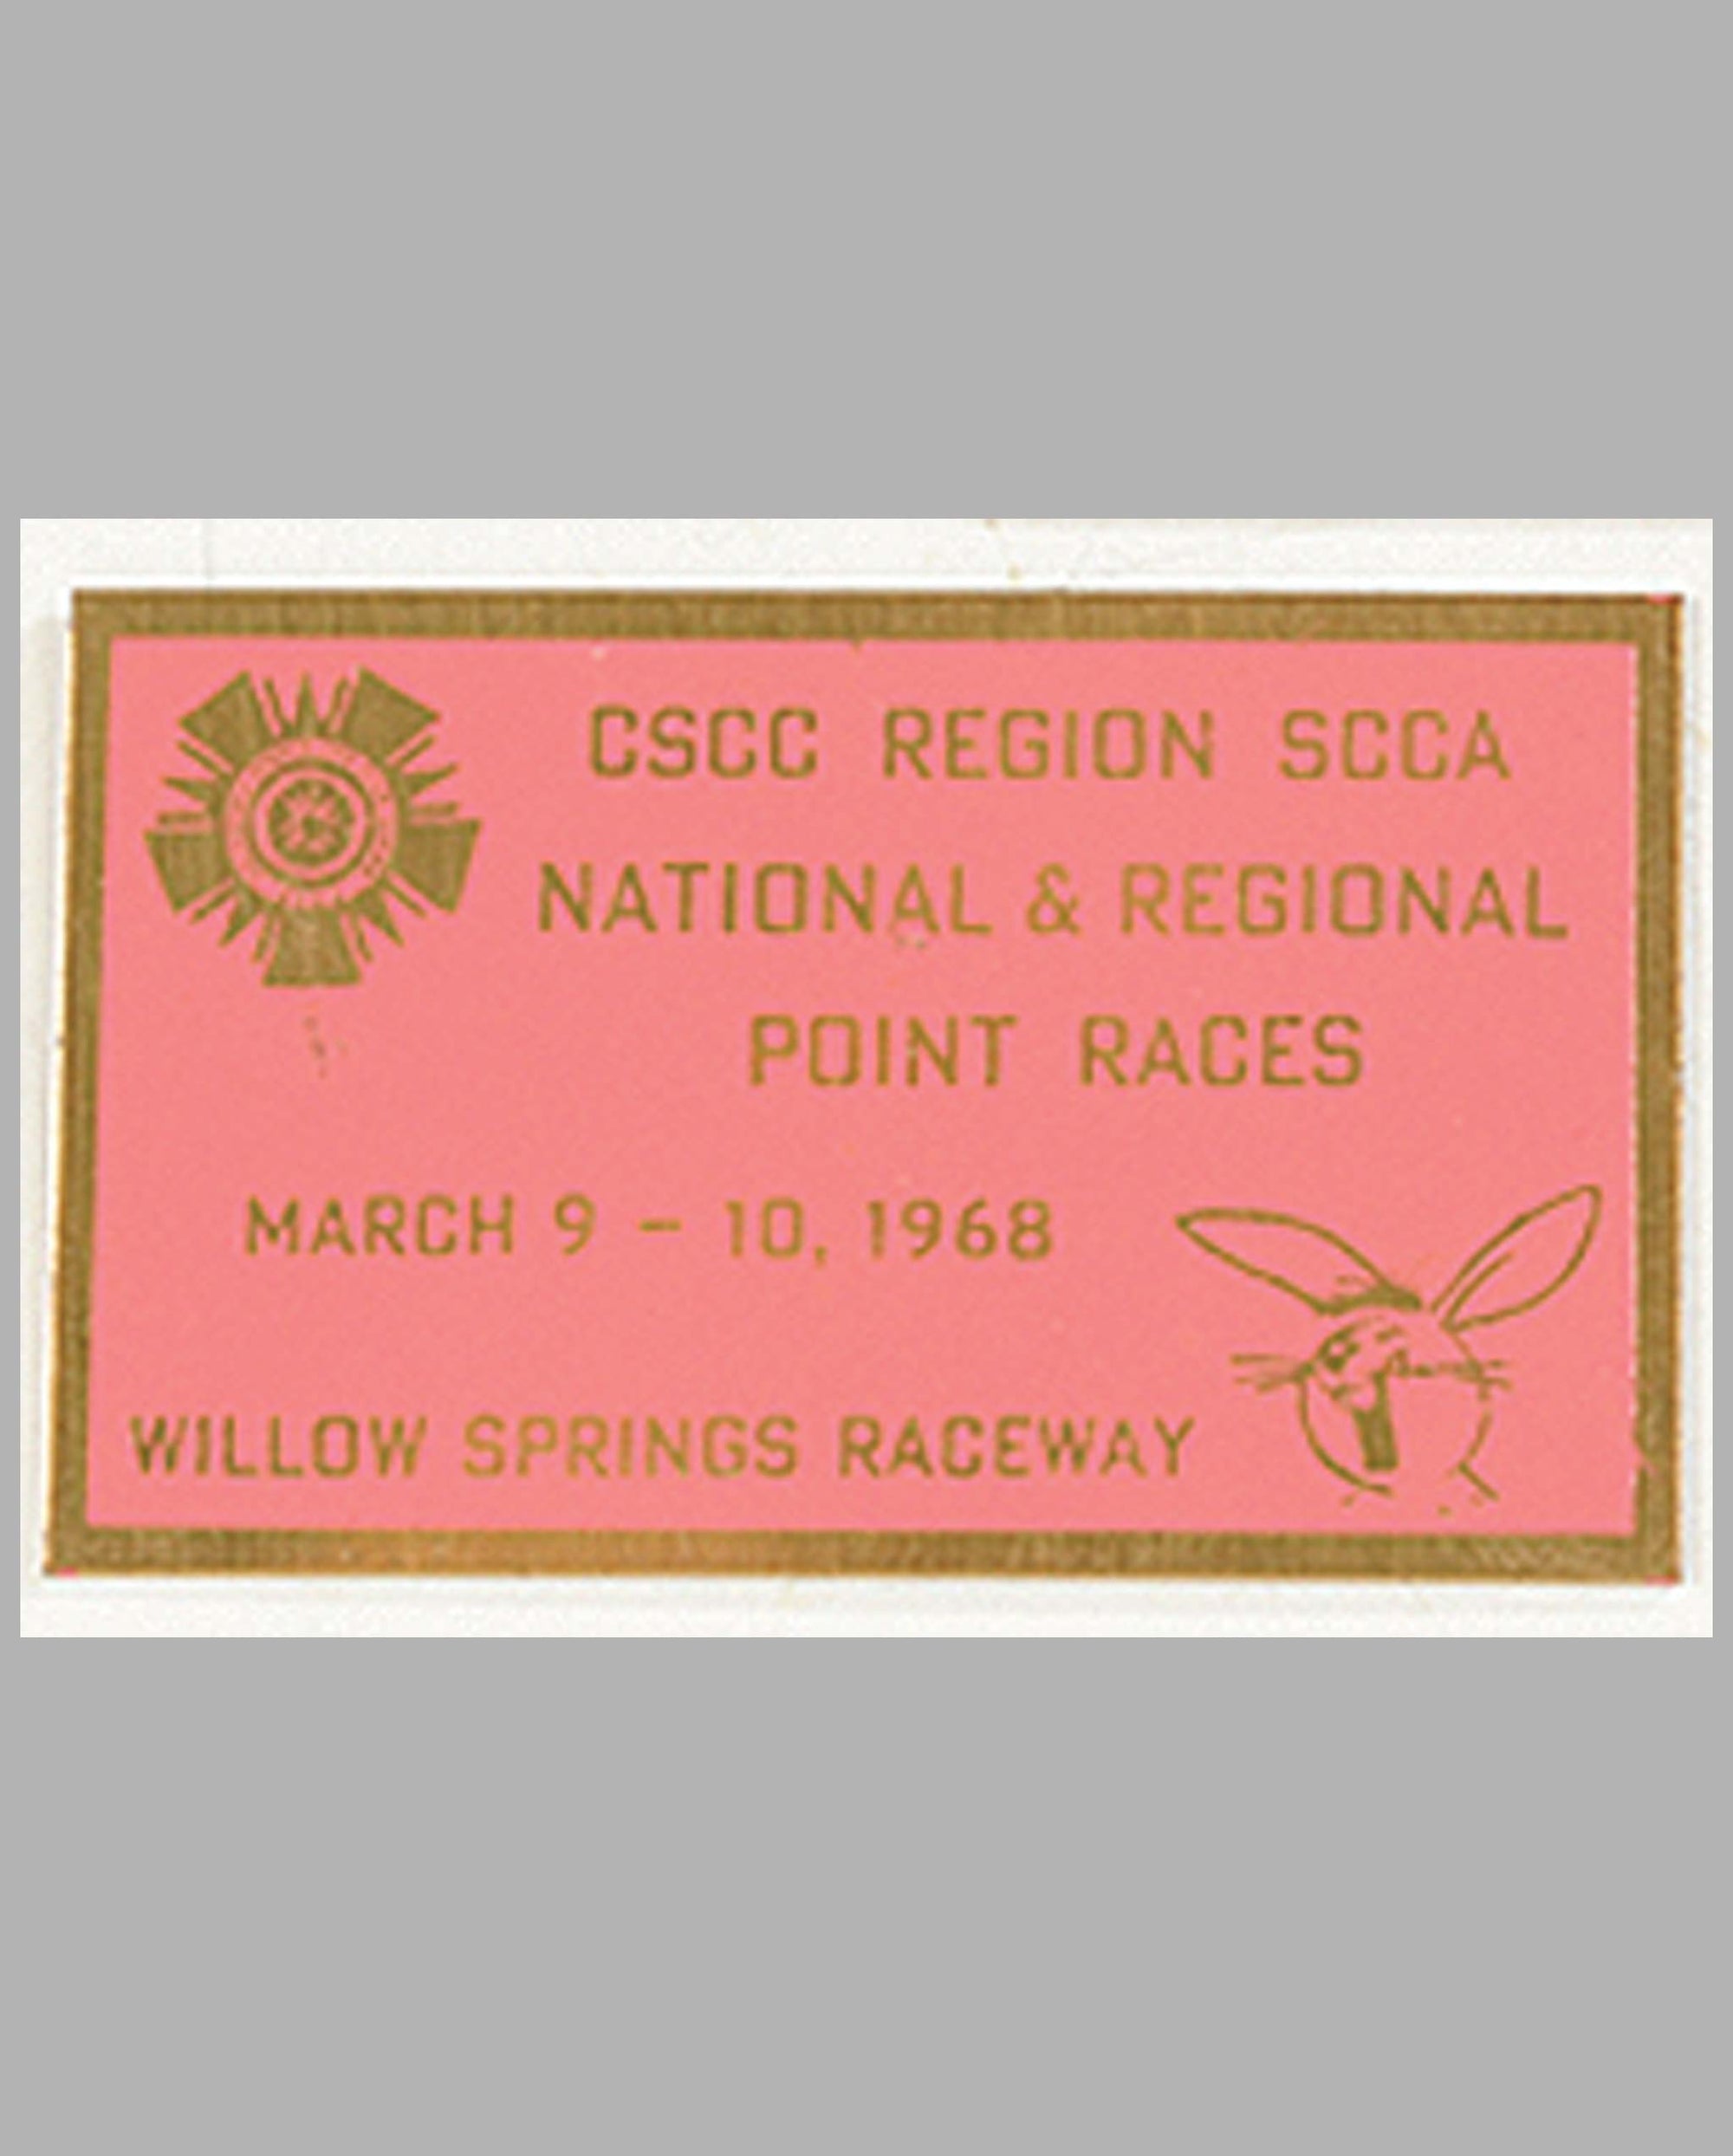 CSCC REGION SCCA
NATIONAL & REGIONAL
POINT RACES
MARCH 9 - 10, 1968
WILLOW SPRINGS RACEWAY